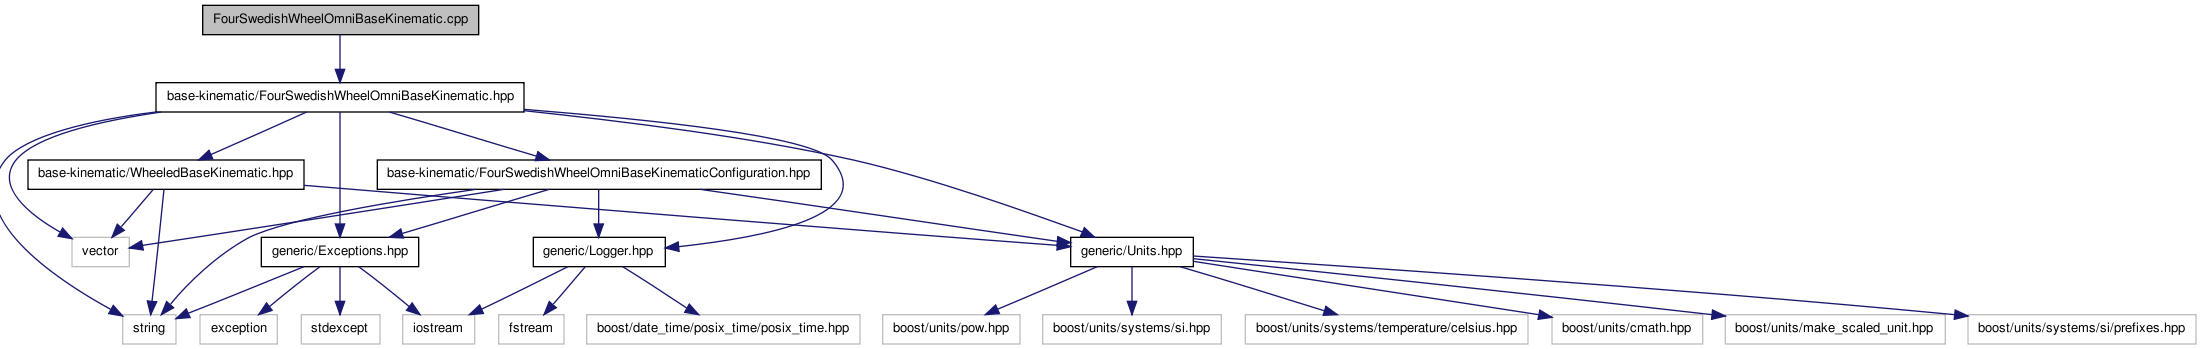 FourSwedishWheelOmniBaseKinematic.cpp
base-kinematic/FourSwedishWheelOmniBaseKinematic.hpp
base-kinematic/WheeledBaseKinematic.hpp
base-kinematic/FourSwedishWheelOmniBaseKinematicConfiguration.hpp
vector
generic/Exceptions.hpp
generic/Logger.hpp
generic/Units.hpp
string
exception
stdexcept
iostream
fstream
boost/date_time/posix_time/posix_time.hpp
boost/units/pow.hpp
boost/units/systems/si.hpp
boost/units/systems/temperature/celsius.hpp
boost/units/cmath.hpp
boost/units/make_scaled_unit.hpp
boost/units/systems/si/prefixes.hpp